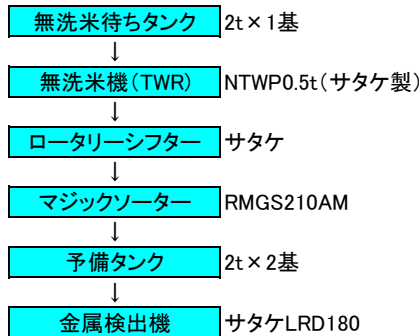 無洗米待ちタンク 2t×1基
↓
無洗米機(TWR) NTWP0.5t(サタケ製)
↓
ロータリーシフター サタケ
↓
マジックソーター RMGS210AM
↓
予備タンク 2t×2基
↓
金属検出機 サタケLRD180